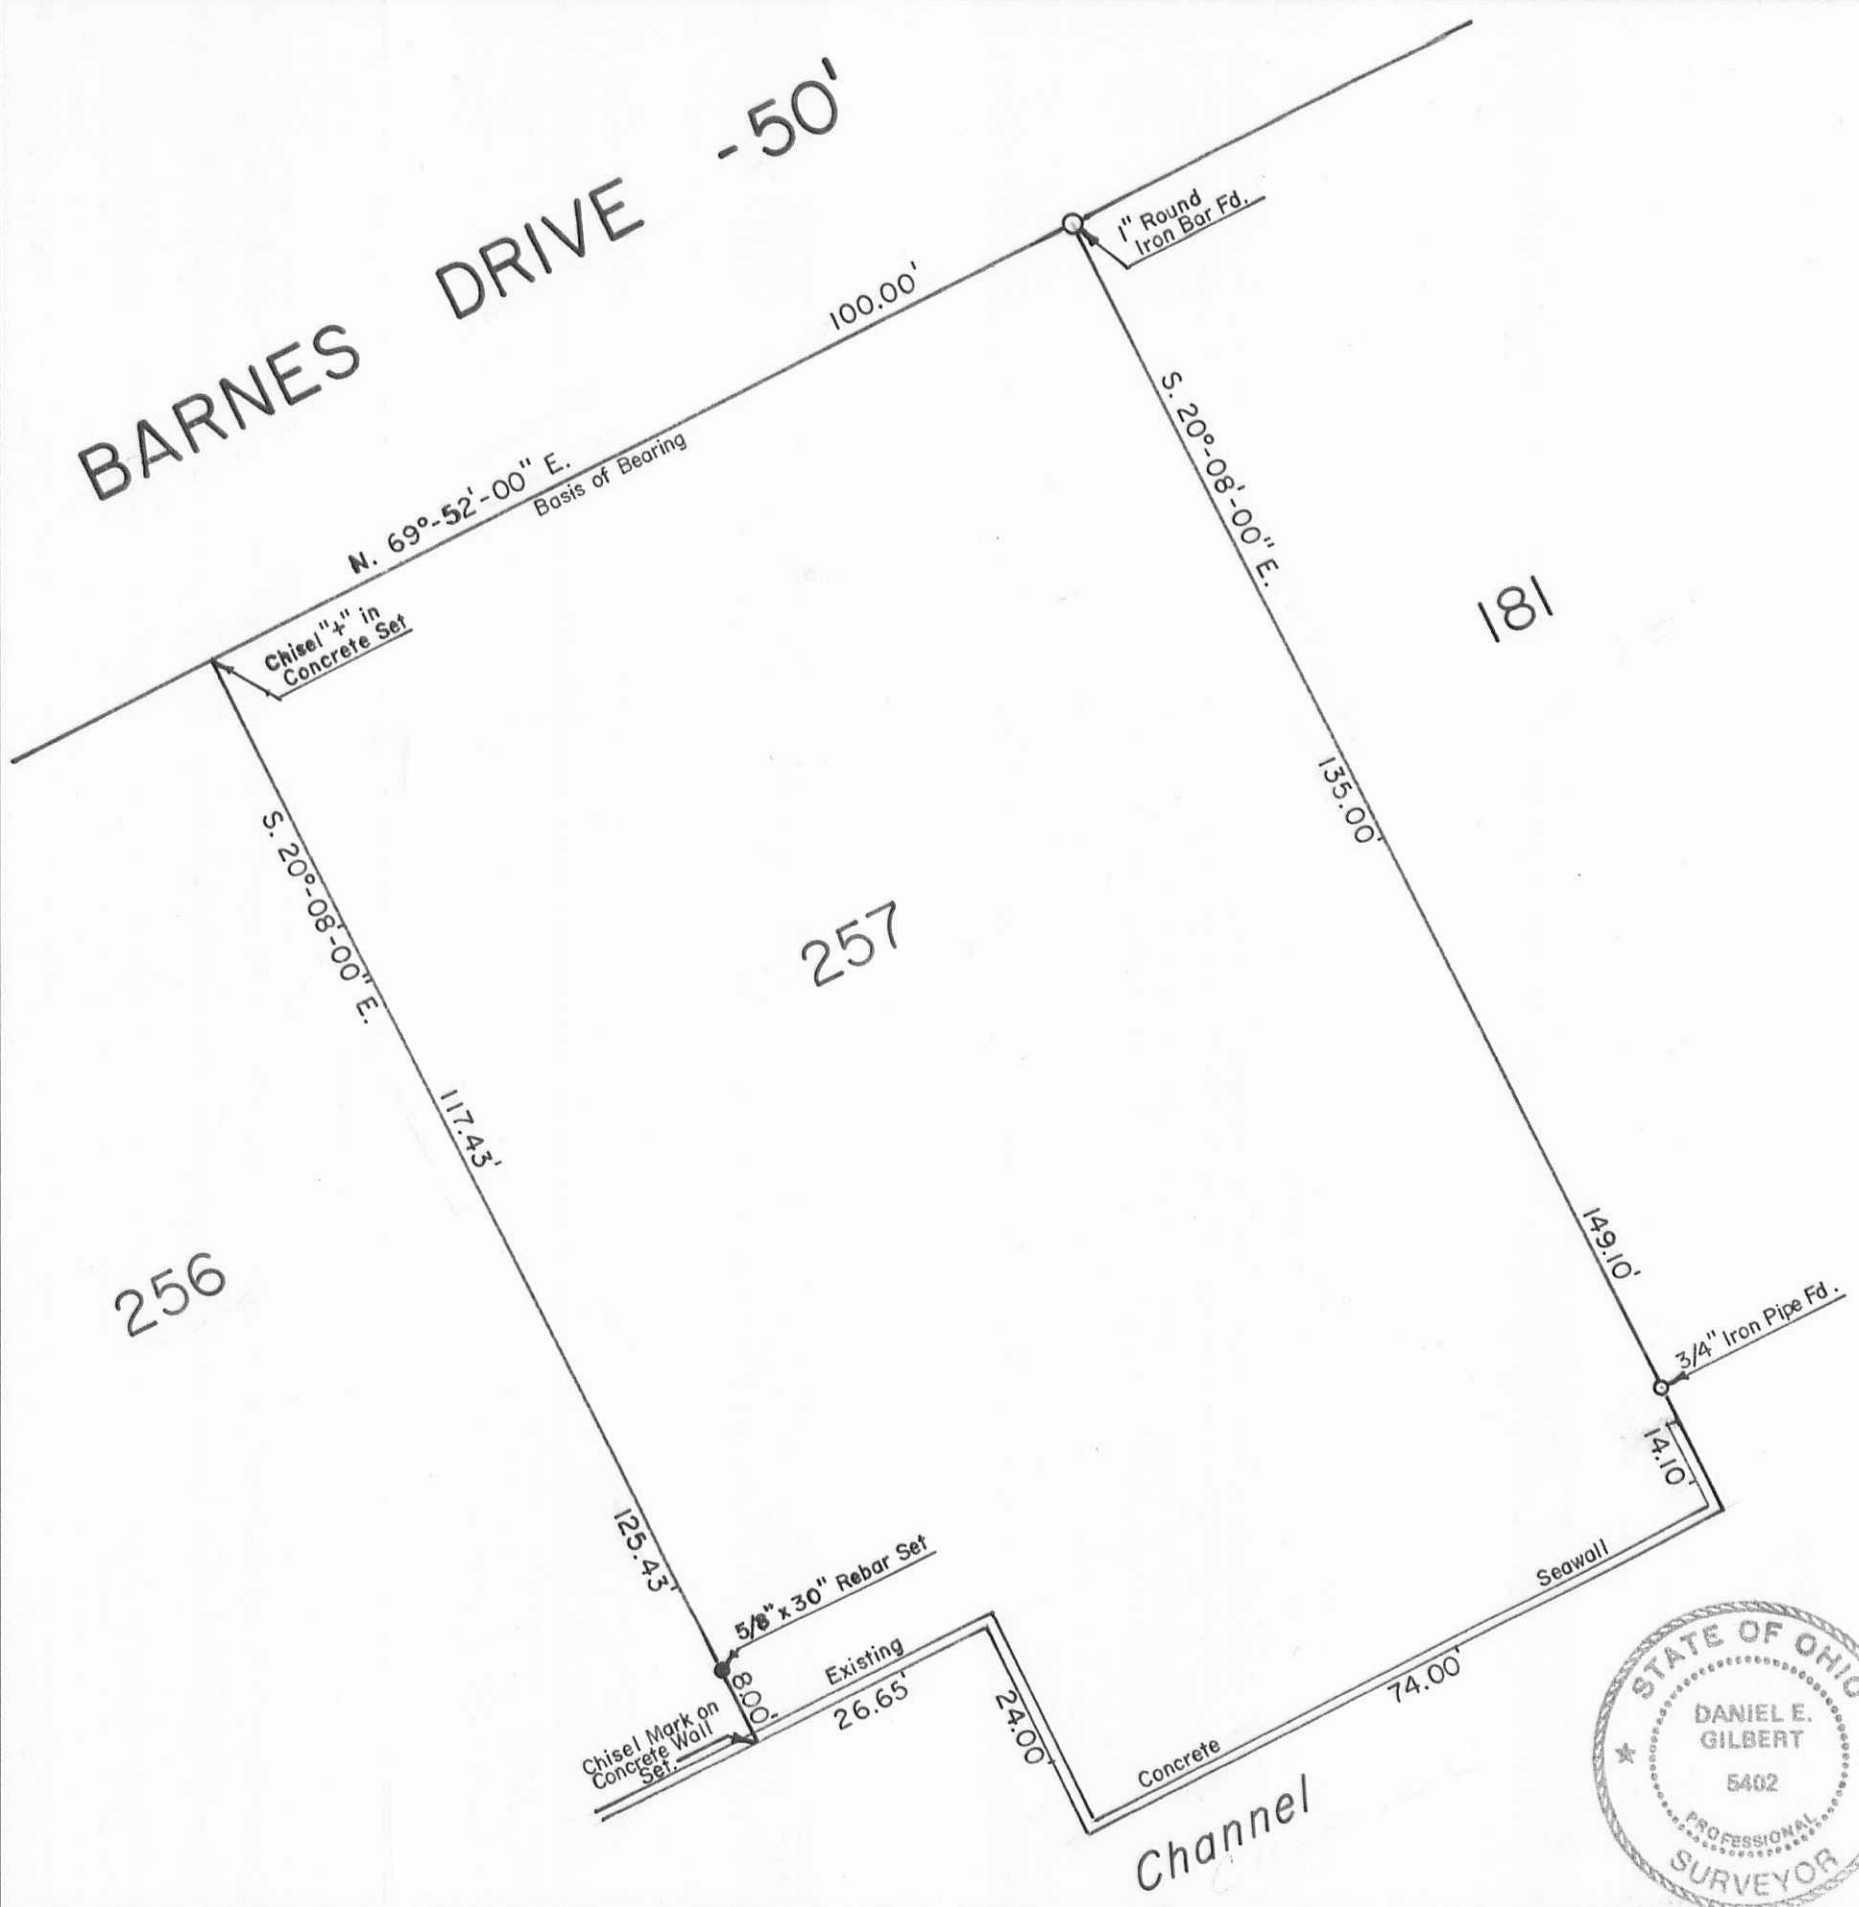 BARNES DRIVE -50'
1" Round
Iron Bar Fd.
100.00'
N. 69°-52'-00" E.
Basis of Bearing
S. 20°-08'-00" E.
181
Chisel "+" in
Concrete Set
135.00'
S. 20°-08'-00" E.
257
117.43'
149.10'
256
3/4" Iron Pipe Fd.
14.10'
125.43'
5/8" x 30" Rebar Set
Seawall
8.00'
Existing
26.65'
24.00'
74.00'
Chisel Mark on
Concrete Wall
Set.
Concrete
Channel
STATE OF OHIO
DANIEL E.
GILBERT
5402
PROFESSIONAL
SURVEYOR